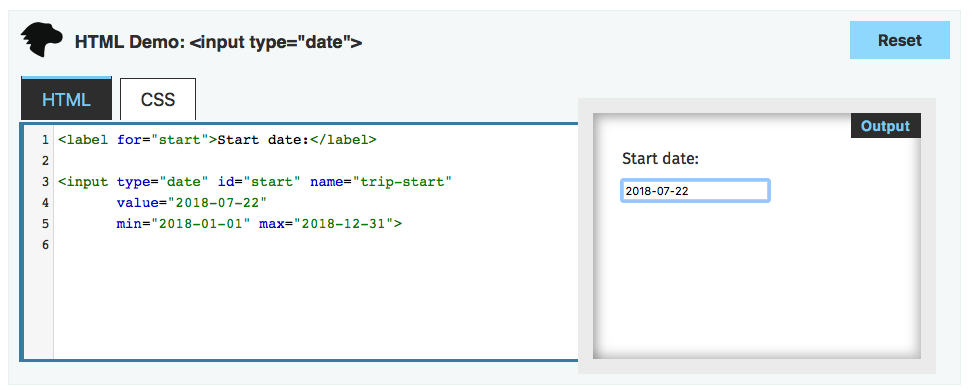 HTML Demo: <input type="date">
Reset
HTML
CSS
1 <label for="start">Start date:</label>
2
3 <input type="date" id="start" name="trip-start"
4 value="2018-07-22"
5 min="2018-01-01" max="2018-12-31">
6
Output
Start date:
2018-07-22